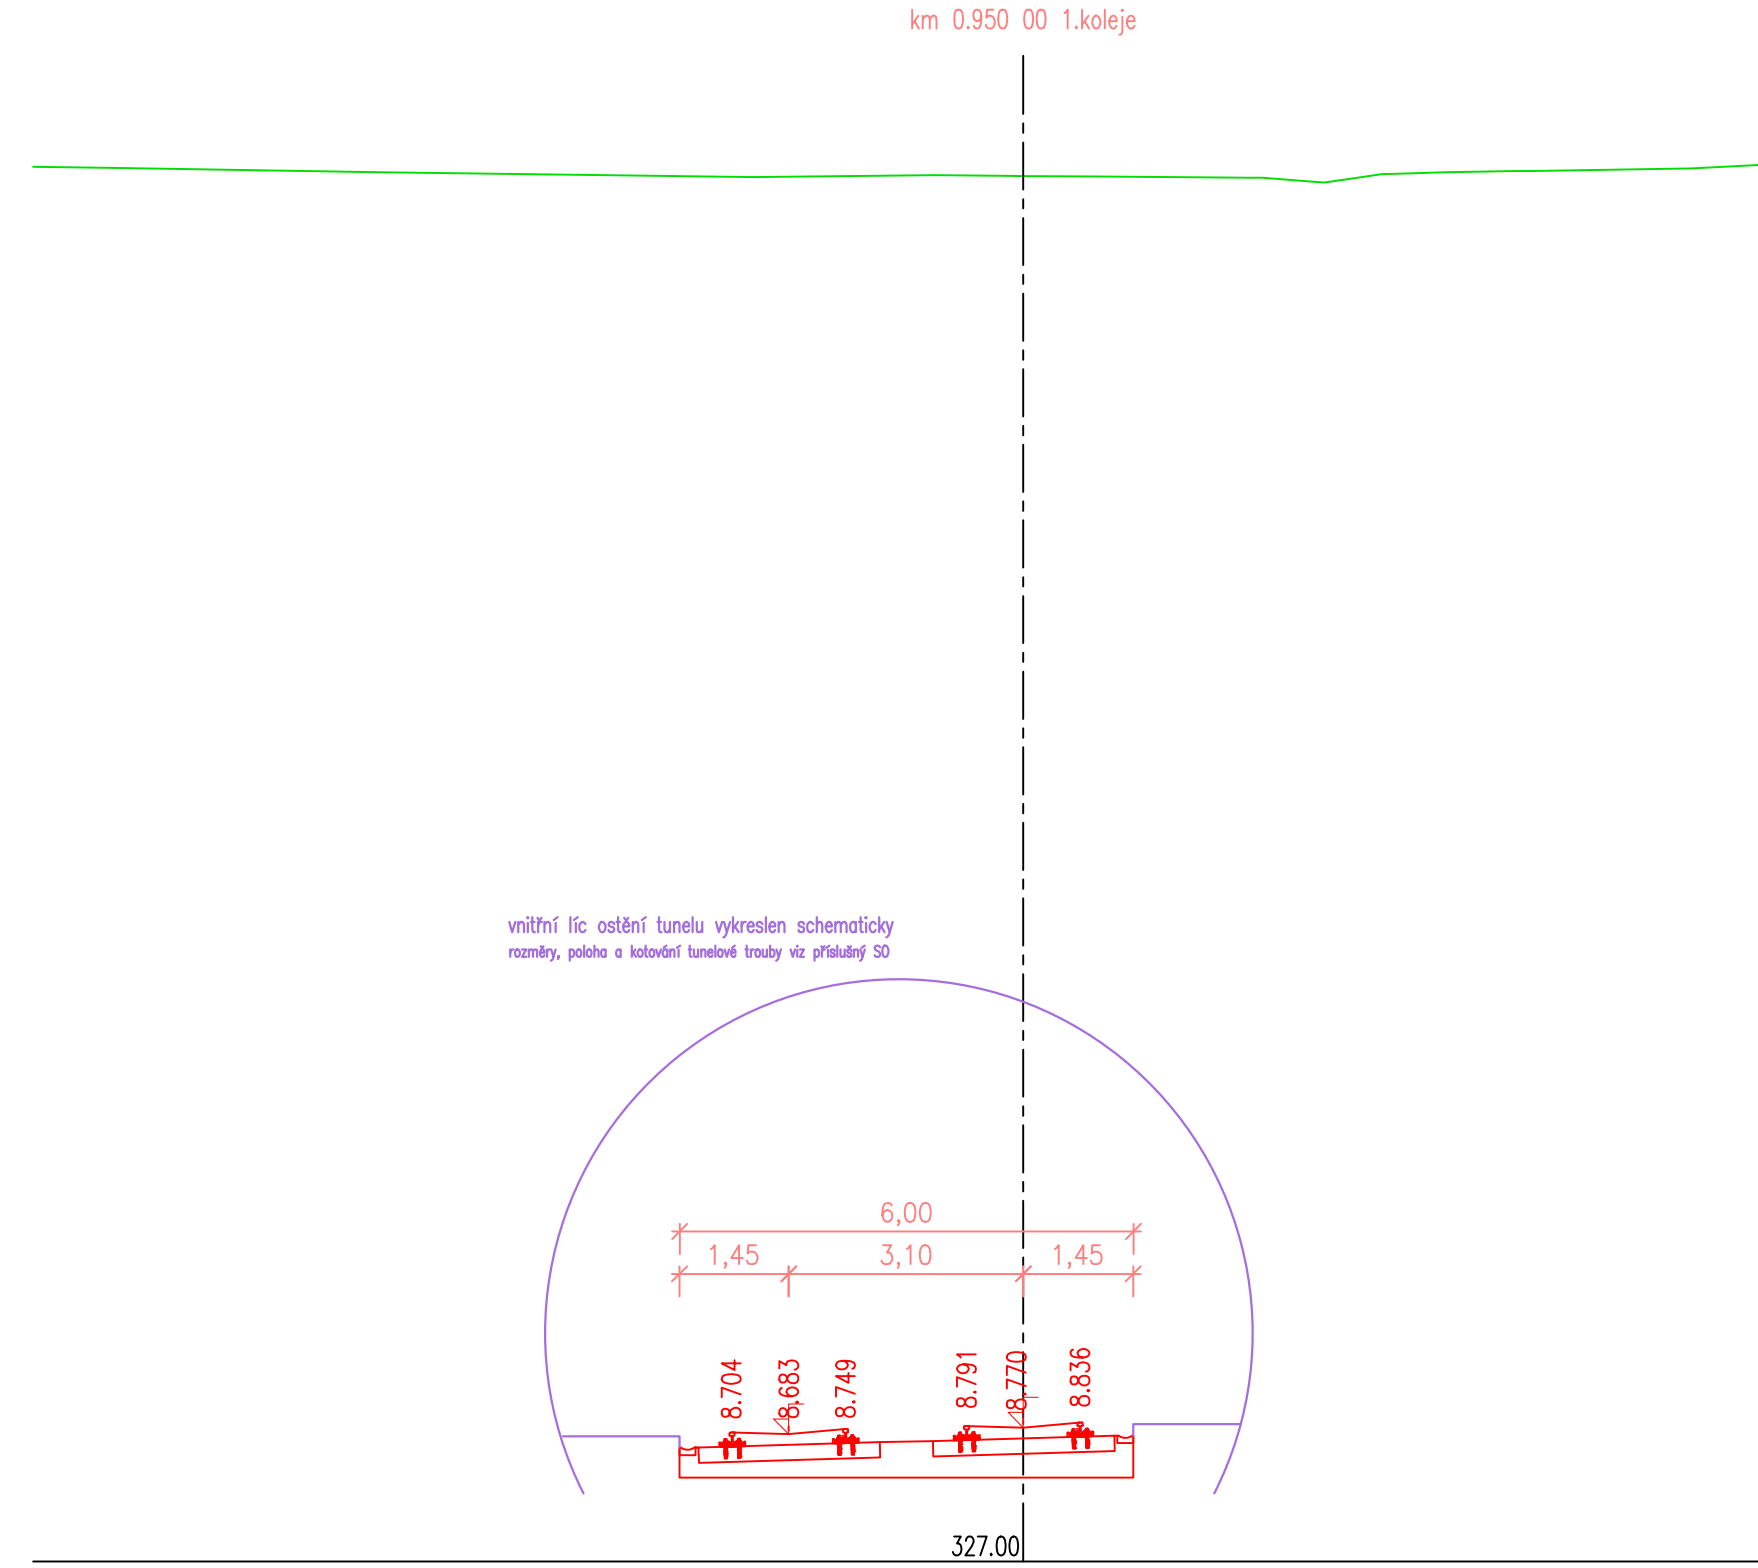 km 0.950 00 1.koleje
vnitřní líc ostění tunelu vykreslen schematicky
rozměry, poloha a kotování tunelové trouby viz příslušný SO
6,00
1,45 3,10 1,45
8.704 8.683 8.749 8.791 8.770 8.836
327.00